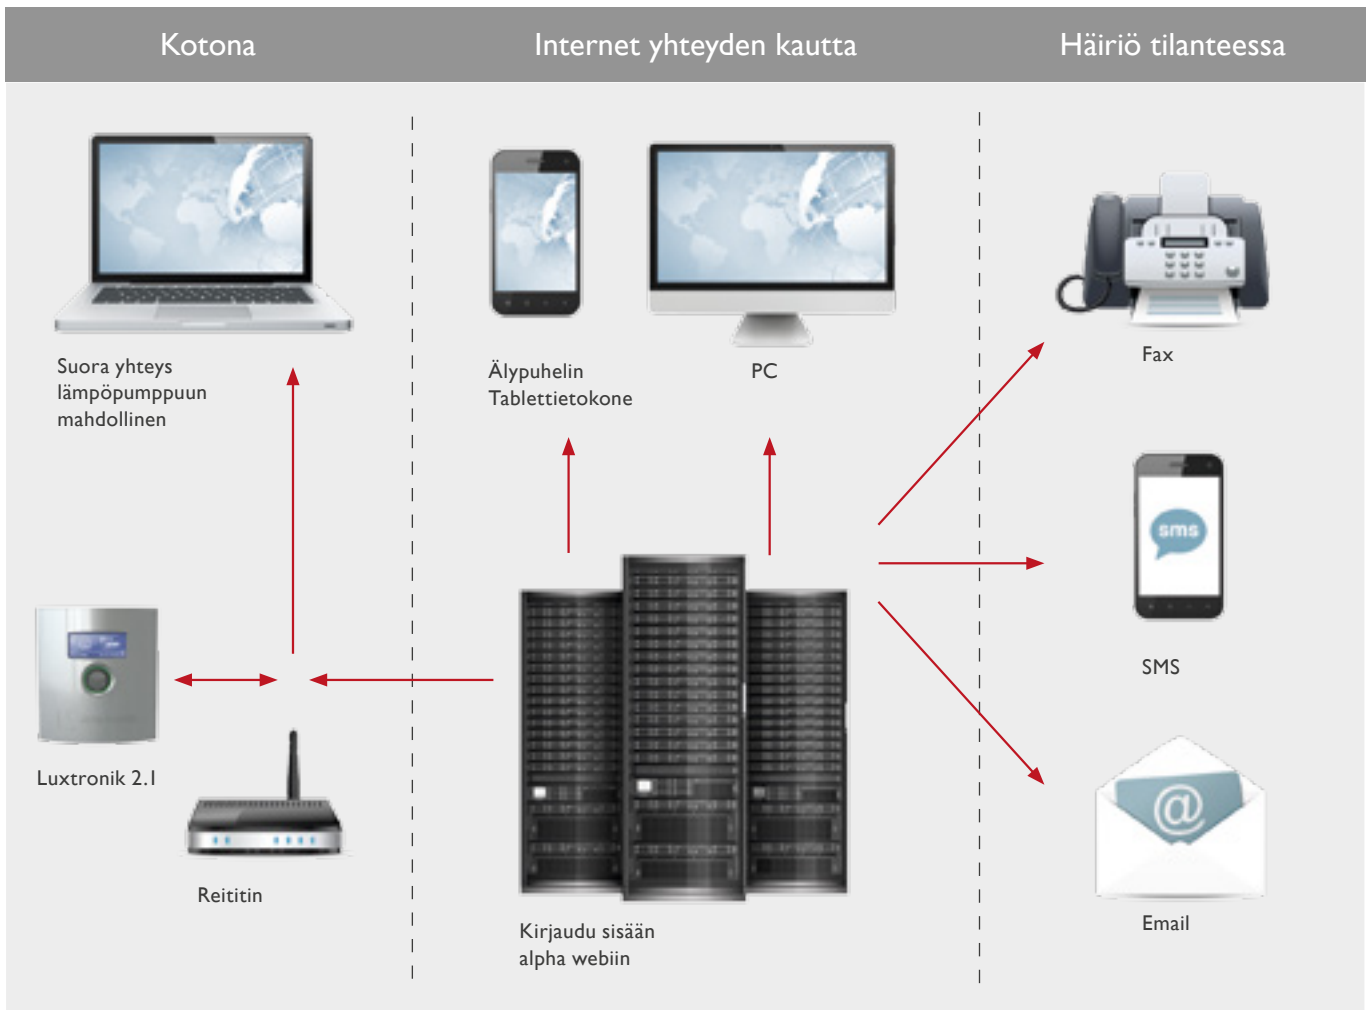 Kotona
Internet yhteyden kautta
Häiriö tilanteessa
Suora yhteys
lämpöpumppuun
mahdollinen
Älypuhelin
Tablettietokone
PC
Fax
sms
SMS
Luxtronik 2.1
Reititin
Kirjaudu sisään
alpha webiin
@
Email